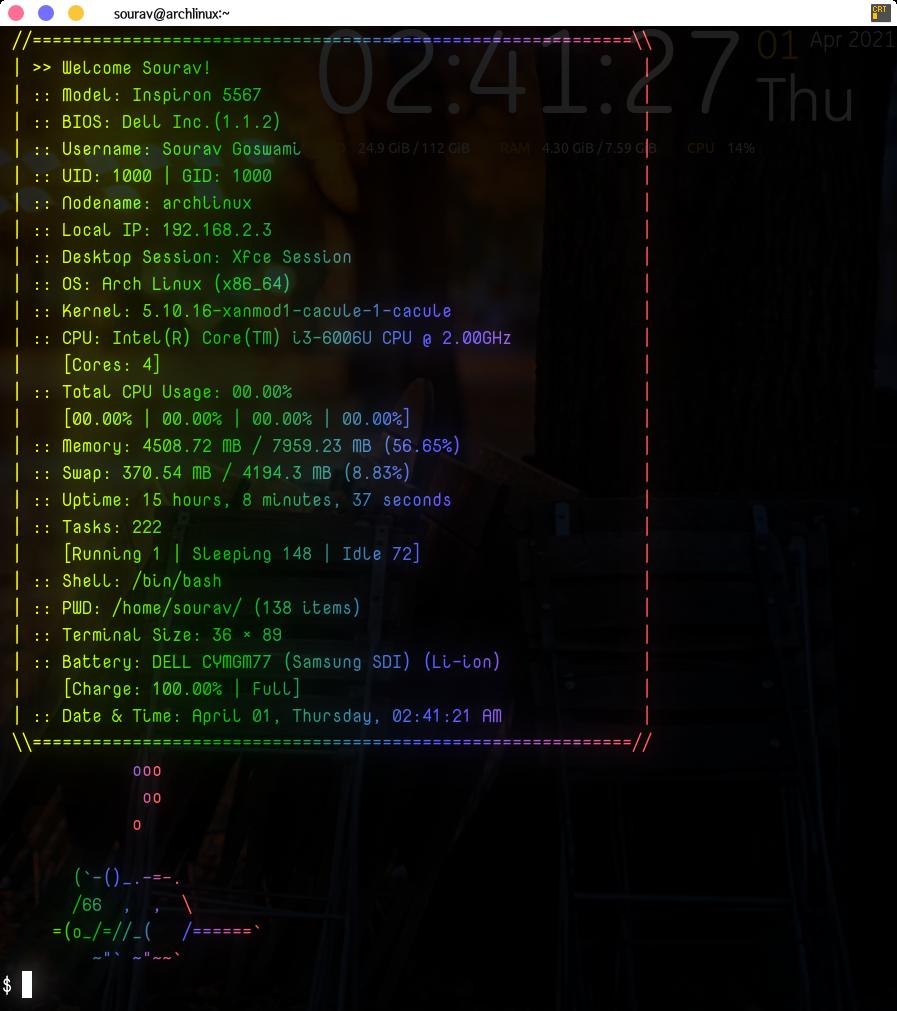 sourav@archlinux:~
CRT
02:41:27
01 Apr 2021
Thu
24.9 GiB / 112 GiB RAM 4.30 GiB / 7.59 GiB CPU 14%
//============================================================\\
| >> Welcome Sourav!
| :: Model: Inspiron 5567
| :: BIOS: Dell Inc.(1.1.2)
| :: Username: Sourav Goswami
| :: UID: 1000 | GID: 1000
| :: Nodename: archlinux
| :: Local IP: 192.168.2.3
| :: Desktop Session: Xfce Session
| :: OS: Arch Linux (x86_64)
| :: Kernel: 5.10.16-xanmod1-cacule-1-cacule
| :: CPU: Intel(R) Core(TM) i3-6006U CPU @ 2.00GHz
| [Cores: 4]
| :: Total CPU Usage: 00.00%
| [00.00% | 00.00% | 00.00% | 00.00%]
| :: Memory: 4508.72 MB / 7959.23 MB (56.65%)
| :: Swap: 370.54 MB / 4194.3 MB (8.83%)
| :: Uptime: 15 hours, 8 minutes, 37 seconds
| :: Tasks: 222
| [Running 1 | Sleeping 148 | Idle 72]
| :: Shell: /bin/bash
| :: PWD: /home/sourav/ (138 items)
| :: Terminal Size: 36 × 89
| :: Battery: DELL CYMGM77 (Samsung SDI) (Li-ion)
| [Charge: 100.00% | Full]
| :: Date & Time: April 01, Thursday, 02:41:21 AM
\\============================================================//
ooo
oo
o
(`-()_.-=-.
/66 , , \
=(o_/=//_( /======`
~"` ~"~~`
$